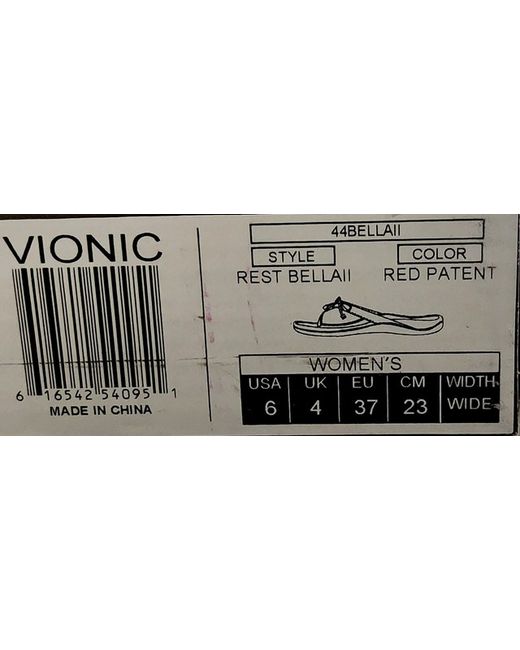 VIONIC
6 16542 54095 1
MADE IN CHINA
44BELLAII
STYLE COLOR
REST BELLAII RED PATENT
WOMEN'S
USA UK EU CM WIDTH
6 4 37 23 WIDE